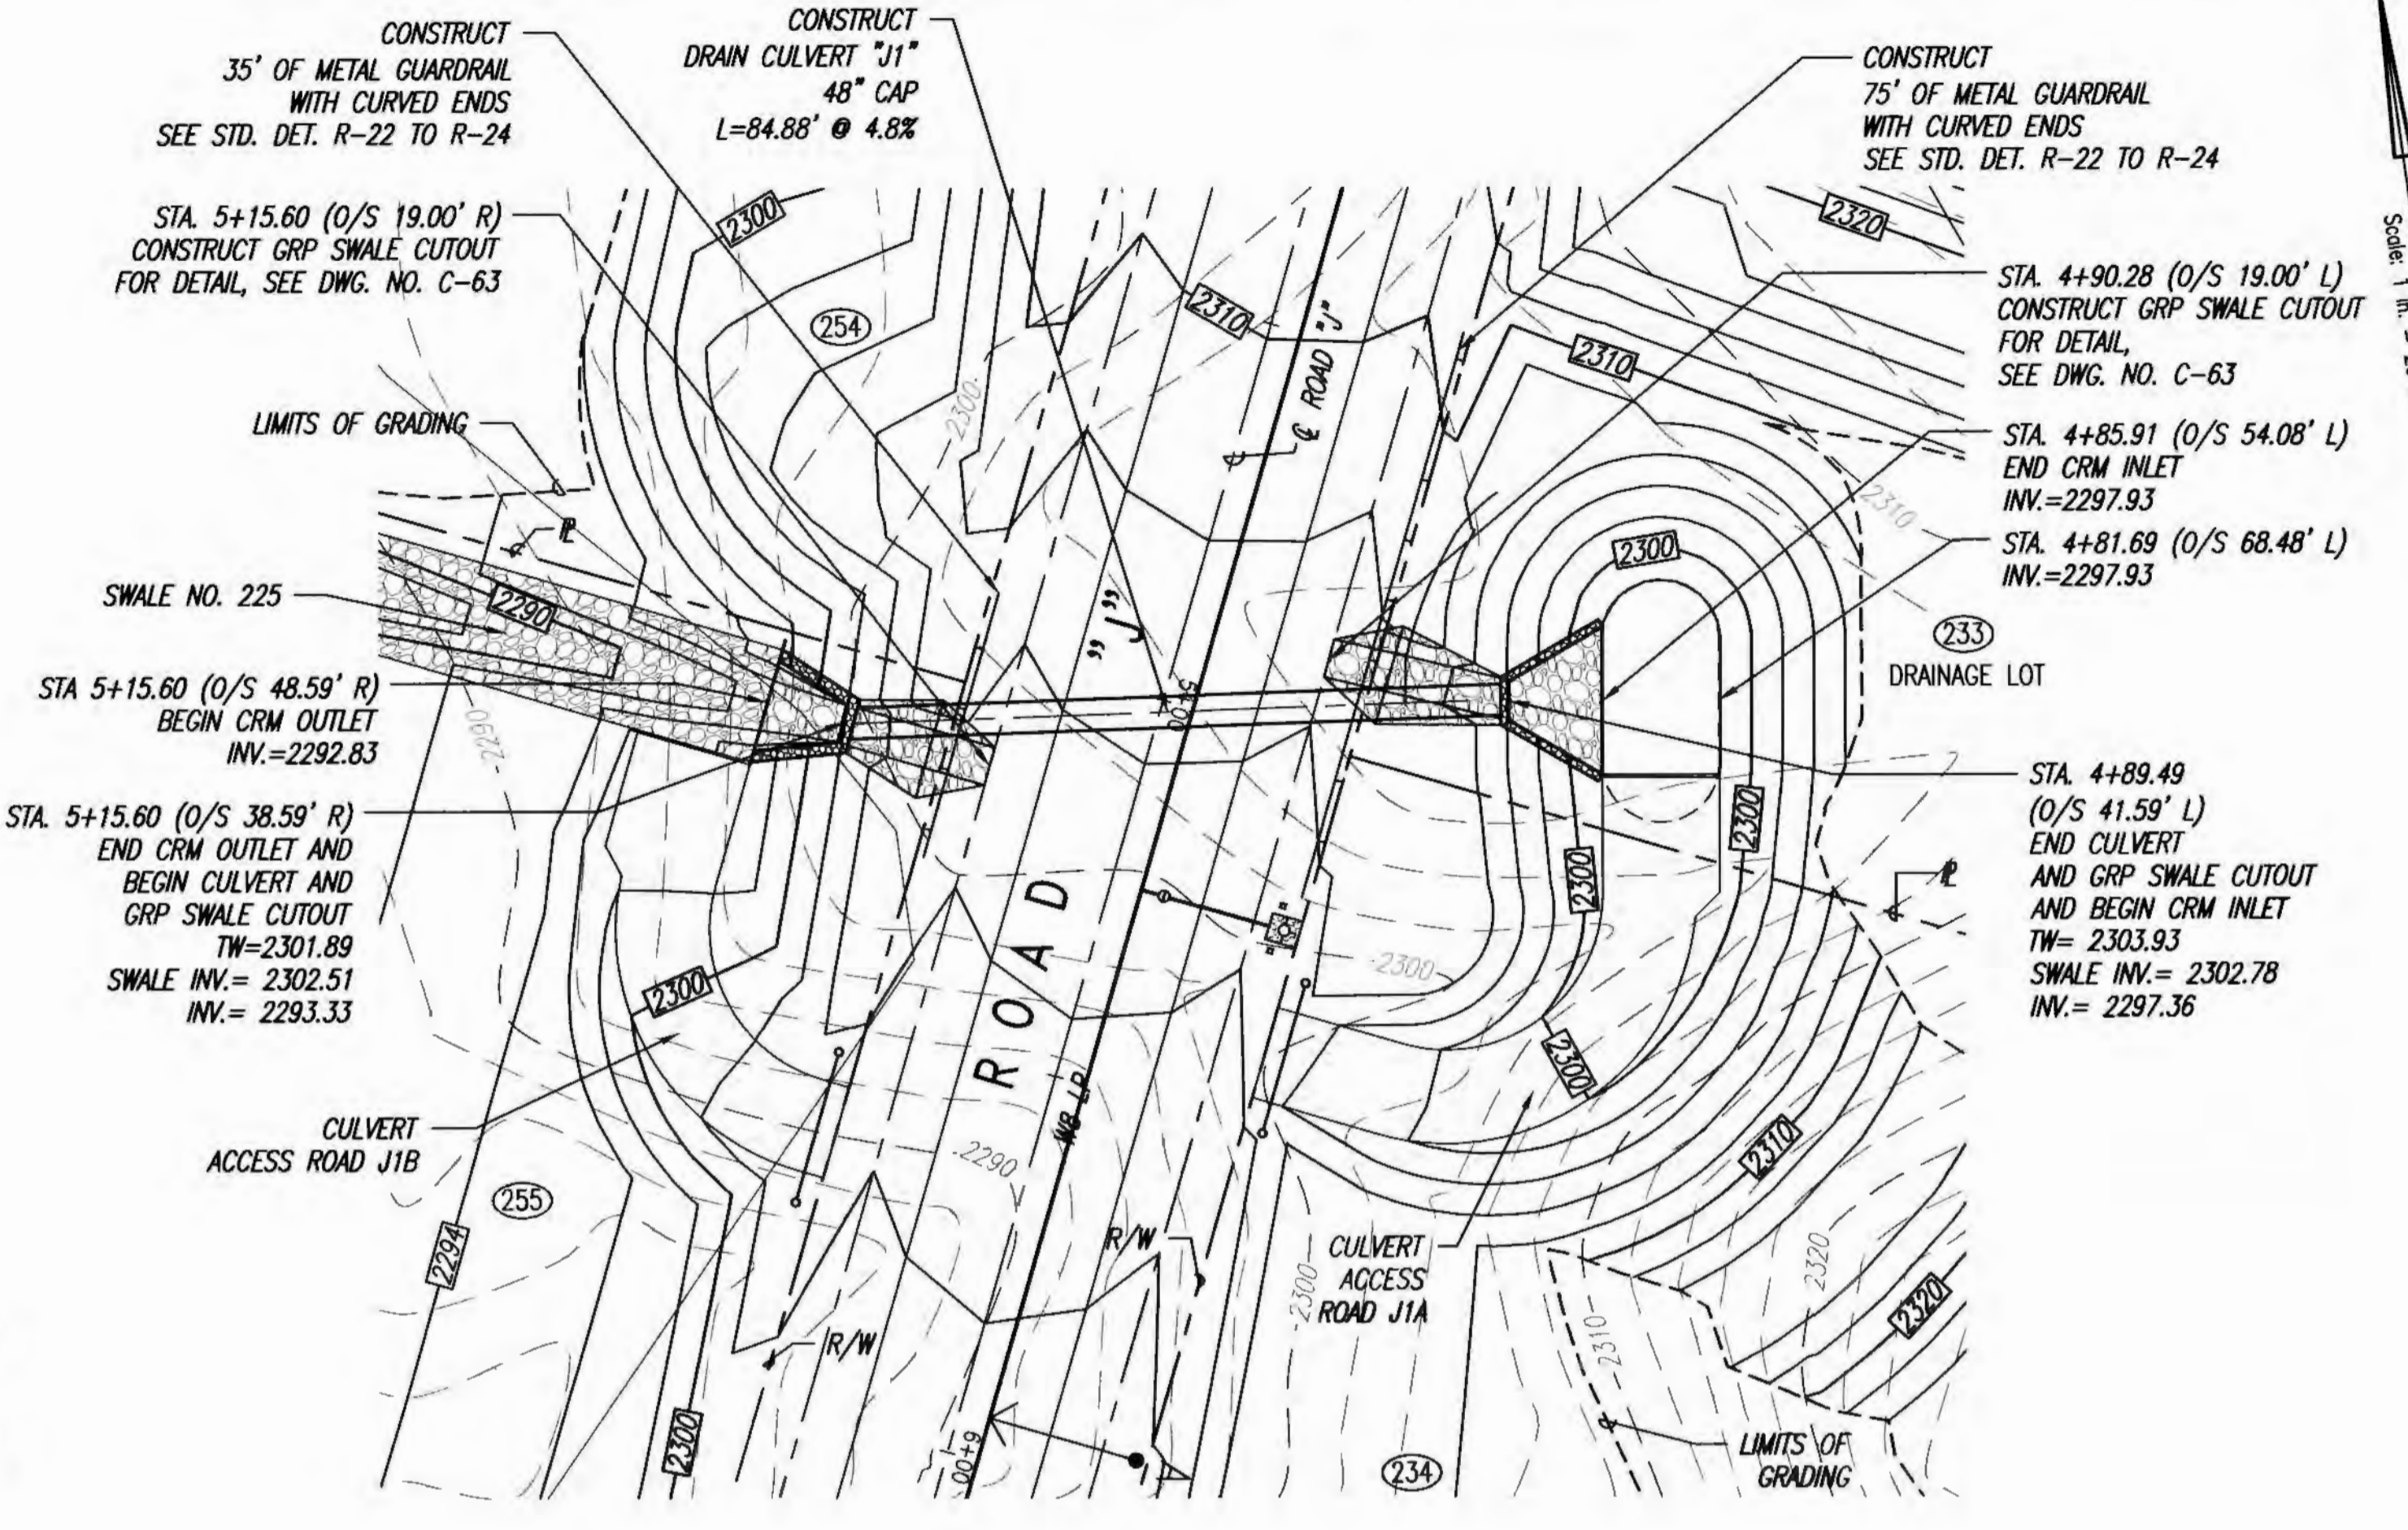 CONSTRUCT
35' OF METAL GUARDRAIL
WITH CURVED ENDS
SEE STD. DET. R-22 TO R-24
CONSTRUCT
DRAIN CULVERT "J1"
48" CAP
L=84.88' @ 4.8%
CONSTRUCT
75' OF METAL GUARDRAIL
WITH CURVED ENDS
SEE STD. DET. R-22 TO R-24
STA. 5+15.60 (O/S 19.00' R)
CONSTRUCT GRP SWALE CUTOUT
FOR DETAIL, SEE DWG. NO. C-63
LIMITS OF GRADING
SWALE NO. 225
STA 5+15.60 (O/S 48.59' R)
BEGIN CRM OUTLET
INV.=2292.83
STA. 5+15.60 (O/S 38.59' R)
END CRM OUTLET AND
BEGIN CULVERT AND
GRP SWALE CUTOUT
TW=2301.89
SWALE INV.= 2302.51
INV.= 2293.33
CULVERT
ACCESS ROAD J1B
STA. 4+90.28 (O/S 19.00' L)
CONSTRUCT GRP SWALE CUTOUT
FOR DETAIL,
SEE DWG. NO. C-63
STA. 4+85.91 (O/S 54.08' L)
END CRM INLET
INV.=2297.93
STA. 4+81.69 (O/S 68.48' L)
INV.=2297.93
233
DRAINAGE LOT
STA. 4+89.49
(O/S 41.59' L)
END CULVERT
AND GRP SWALE CUTOUT
AND BEGIN CRM INLET
TW= 2303.93
SWALE INV.= 2302.78
INV.= 2297.36
CULVERT
ACCESS
ROAD J1A
LIMITS OF
GRADING
2300
2320
2310
2310
254
2300
℄ ROAD "J"
2310
2300
℄
2290
ROAD "J"
5+00
2290
2300
2300
2300
2300
2300
℄
2310
2290
255
2294
R/W
R/W
2300
2310
2320
2320
2300
6+00
234
Scale: 1 in.